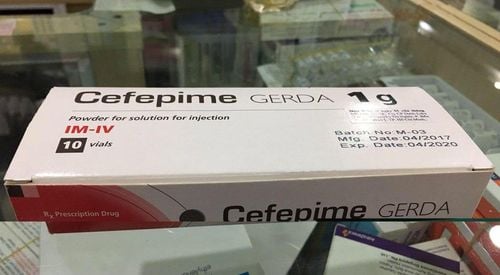 Cefepime GERDA 1 g
Powder for solution for injection
IM-IV
10 vials
Batch No:M-03
Mfg. Date:04/2017
Exp. Date:04/2020
Rx Prescription Drug
Cefepime GERDA